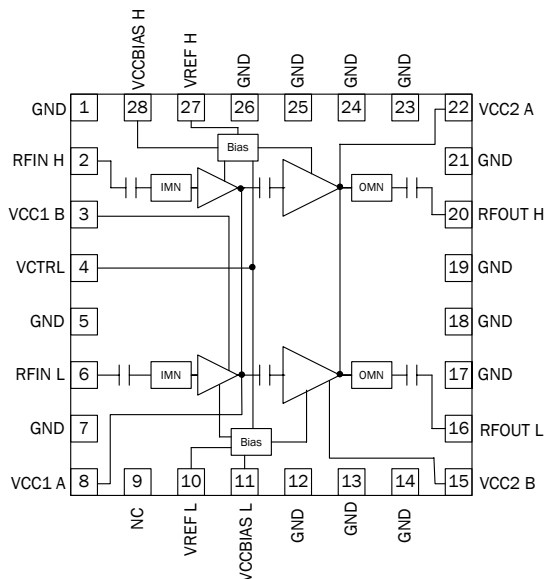 VCCBIAS H
VREF H
GND
GND
GND
GND
GND 1 28 27 26 25 24 23 22 VCC2 A
Bias
RFIN H 2 21 GND
IMN OMN
VCC1 B 3 20 RFOUT H
VCTRL 4 19 GND
GND 5 18 GND
RFIN L 6 IMN OMN 17 GND
GND 7 16 RFOUT L
Bias
VCC1 A 8 9 10 11 12 13 14 15 VCC2 B
NC
VREF L
VCCBIAS L
GND
GND
GND